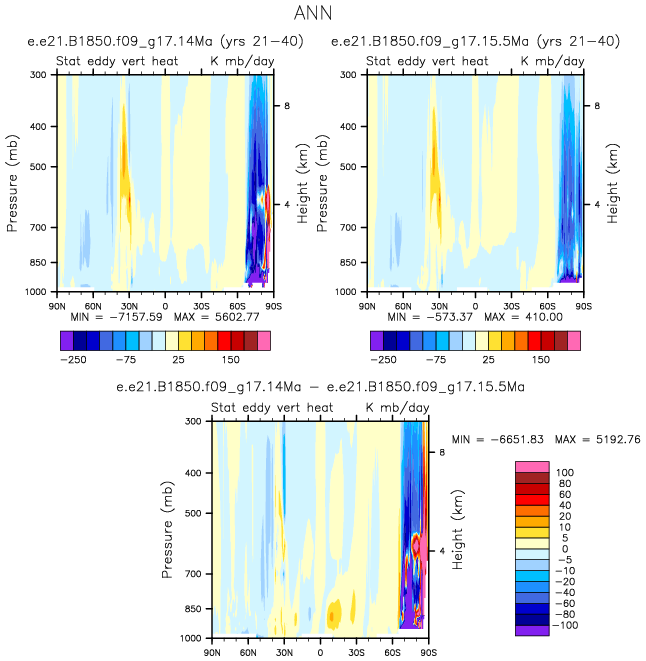 ANN
e.e21.B1850.f09_g17.14Ma (yrs 21-40)
e.e21.B1850.f09_g17.15.5Ma (yrs 21-40)
Stat eddy vert heat K mb/day
Stat eddy vert heat K mb/day
300
400
500
700
850
1000
Pressure (mb)
8
4
Height (km)
90N 60N 30N 0 30S 60S 90S
MIN = -7157.59 MAX = 5602.77
-250 -75 25 150
300
400
500
700
850
1000
Pressure (mb)
8
4
Height (km)
90N 60N 30N 0 30S 60S 90S
MIN = -573.37 MAX = 410.00
-250 -75 25 150
e.e21.B1850.f09_g17.14Ma - e.e21.B1850.f09_g17.15.5Ma
Stat eddy vert heat K mb/day
300
400
500
700
850
1000
Pressure (mb)
8
4
Height (km)
90N 60N 30N 0 30S 60S 90S
MIN = -6651.83 MAX = 5192.76
100
80
60
40
20
10
5
0
-5
-10
-20
-40
-60
-80
-100